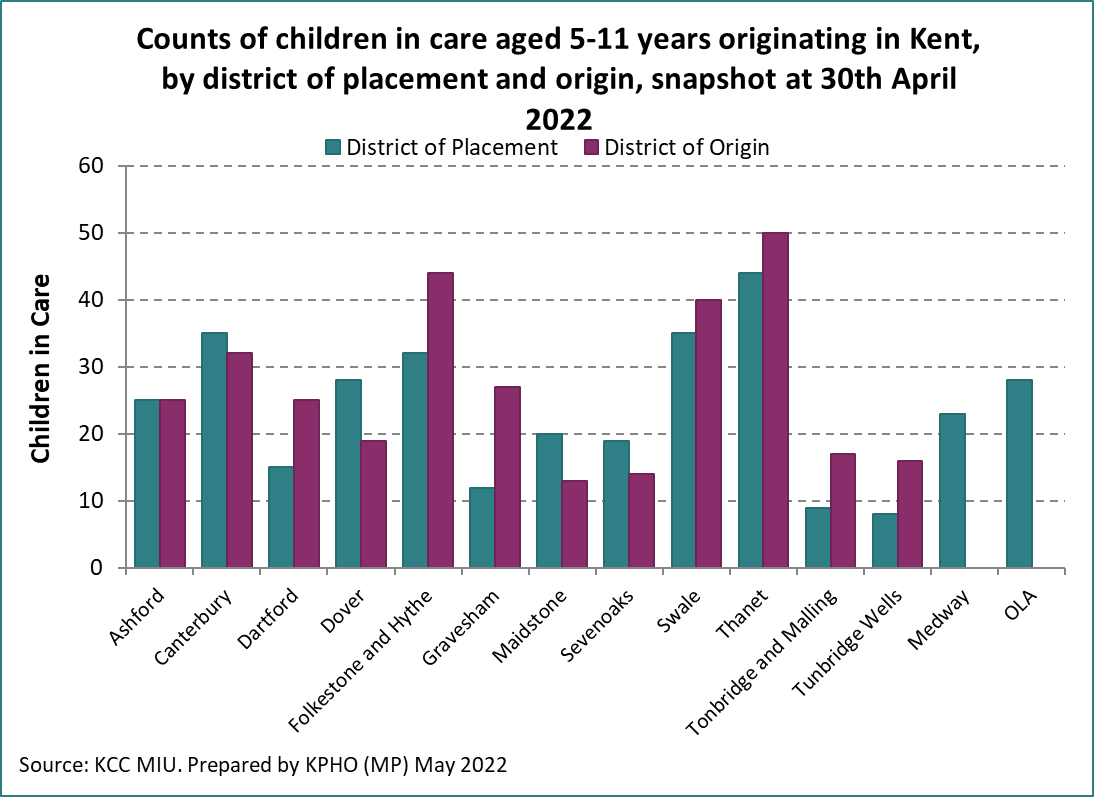 Counts of children in care aged 5-11 years originating in Kent,
by district of placement and origin, snapshot at 30th April
2022
District of Placement
District of Origin
60
50
40
30
20
10
0
Children in Care
Ashford
Canterbury
Dartford
Dover
Folkestone and Hythe
Gravesham
Maidstone
Sevenoaks
Swale
Thanet
Tonbridge and Malling
Tunbridge Wells
Medway
OLA
Source: KCC MIU. Prepared by KPHO (MP) May 2022